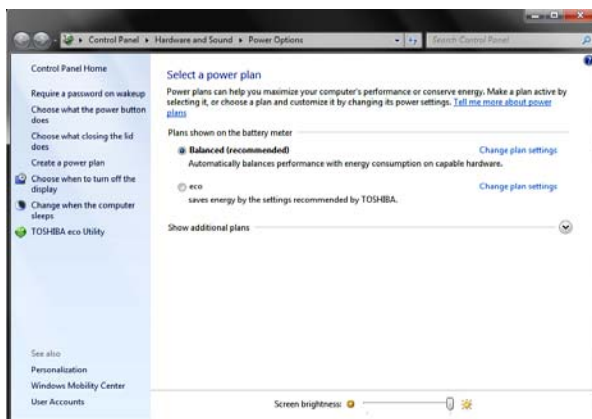 Control Panel ▸ Hardware and Sound ▸ Power Options
Search Control Panel
Control Panel Home
Require a password on wakeup
Choose what the power button
does
Choose what closing the lid
does
Create a power plan
Choose when to turn off the
display
Change when the computer
sleeps
TOSHIBA eco Utility
See also
Personalization
Windows Mobility Center
User Accounts
Select a power plan
Power plans can help you maximize your computer's performance or conserve energy. Make a plan active by
selecting it, or choose a plan and customize it by changing its power settings. Tell me more about power
plans
Plans shown on the battery meter
Balanced (recommended) Change plan settings
Automatically balances performance with energy consumption on capable hardware.
eco Change plan settings
saves energy by the settings recommended by TOSHIBA.
Show additional plans
Screen brightness: